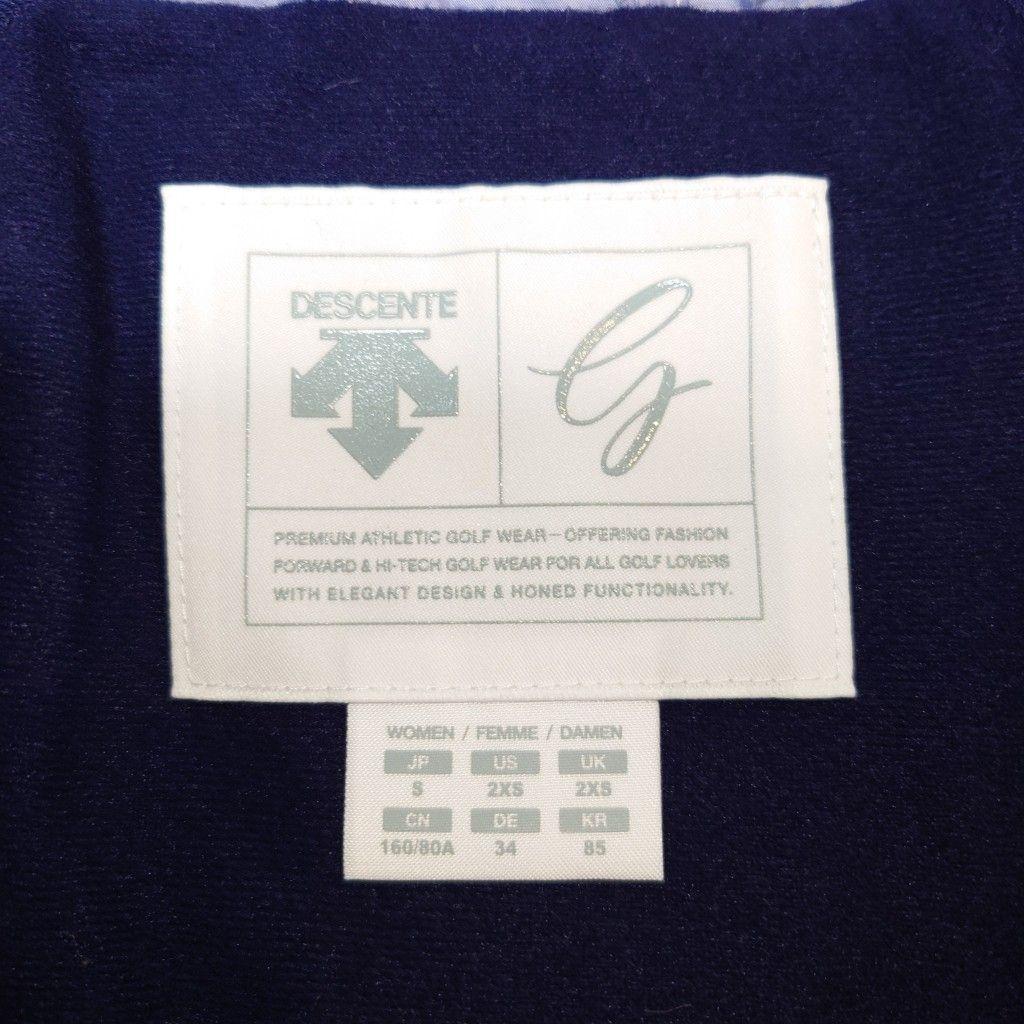 DESCENTE
G
PREMIUM ATHLETIC GOLF WEAR – OFFERING FASHION
FORWARD & HI-TECH GOLF WEAR FOR ALL GOLF LOVERS
WITH ELEGANT DESIGN & HONED FUNCTIONALITY.
WOMEN / FEMME / DAMEN
JP US UK
S 2XS 2XS
CN DE KR
160/80A 34 85